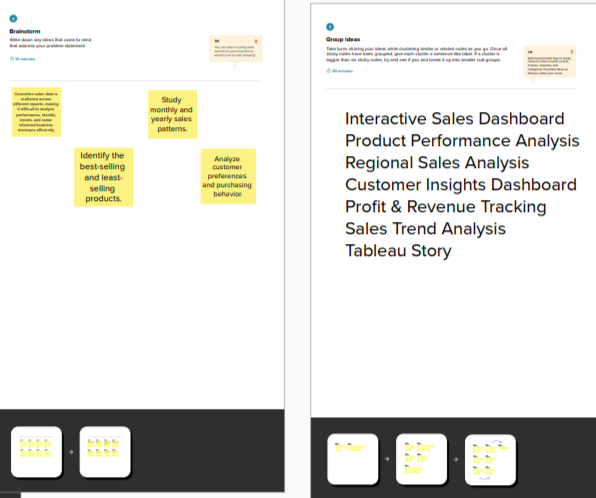 2
Brainstorm
Write down any ideas that come to mind
that address your problem statement.
10 minutes
TIP
Cosmetics sales data is
scattered across
different reports, making
it difficult to analyze
performance, identify
trends, and make
informed business
decisions efficiently.
Study
monthly and
yearly sales
patterns.
Identify the
best-selling
and least-
selling
products.
Analyze
customer
preferences
and purchasing
behavior.
3
Group ideas
Take turns sharing your ideas while clustering similar or related notes as you go. Once all
sticky notes have been grouped, give each cluster a sentence-like label. If a cluster is
bigger than six sticky notes, try and see if you and break it up into smaller sub-groups.
20 minutes
TIP
Interactive Sales Dashboard
Product Performance Analysis
Regional Sales Analysis
Customer Insights Dashboard
Profit & Revenue Tracking
Sales Trend Analysis
Tableau Story